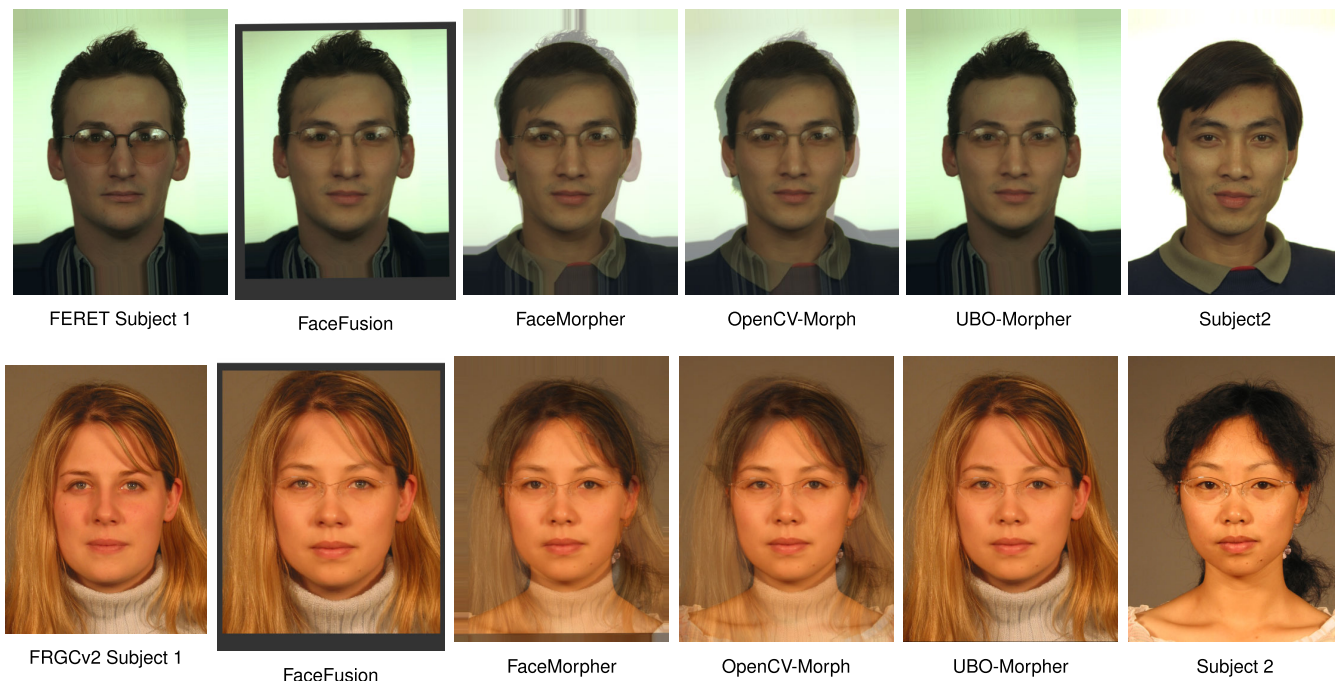 FERET Subject 1
FaceFusion
FaceMorpher
OpenCV-Morph
UBO-Morpher
Subject2
FRGCv2 Subject 1
FaceFusion
FaceMorpher
OpenCV-Morph
UBO-Morpher
Subject 2